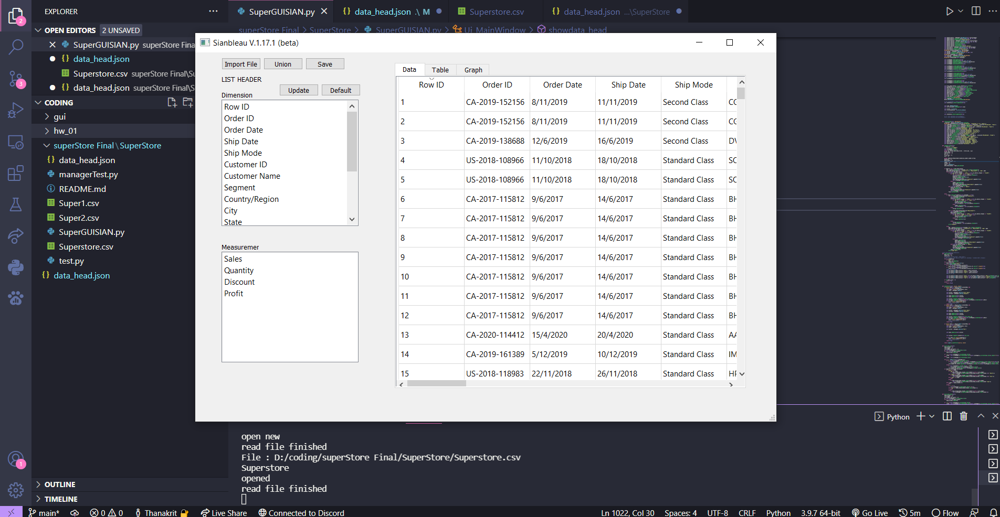 EXPLORER
···
SuperGUISIAN.py
data_head.json .\ M
Superstore.csv
data_head.json ...\SuperStore
OPEN EDITORS 2 UNSAVED
superStore Final > SuperStore > SuperGUISIAN.py > Ui_MainWindow > showdata_head
SuperGUISIAN.py superStore Fina
data_head.json
Superstore.csv superStore Final\Su
data_head.json superStore Final\S
CODING
gui
hw_01
superStore Final\SuperStore
data_head.json
managerTest.py
README.md
Super1.csv
Super2.csv
SuperGUISIAN.py
Superstore.csv
test.py
data_head.json
OUTLINE
TIMELINE
2
3
1
Sianbleau V.1.17.1 (beta)
Import File Union Save
LIST HEADER
Update Default
Dimension
Row ID
Order ID
Order Date
Ship Date
Ship Mode
Customer ID
Customer Name
Segment
Country/Region
City
State
Measuremer
Sales
Quantity
Discount
Profit
Data Table Graph
Row ID Order ID Order Date Ship Date Ship Mode
1 CA-2019-152156 8/11/2019 11/11/2019 Second Class CG
2 CA-2019-152156 8/11/2019 11/11/2019 Second Class CG
3 CA-2019-138688 12/6/2019 16/6/2019 Second Class DV
4 US-2018-108966 11/10/2018 18/10/2018 Standard Class SO
5 US-2018-108966 11/10/2018 18/10/2018 Standard Class SO
6 CA-2017-115812 9/6/2017 14/6/2017 Standard Class BH
7 CA-2017-115812 9/6/2017 14/6/2017 Standard Class BH
8 CA-2017-115812 9/6/2017 14/6/2017 Standard Class BH
9 CA-2017-115812 9/6/2017 14/6/2017 Standard Class BH
10 CA-2017-115812 9/6/2017 14/6/2017 Standard Class BH
11 CA-2017-115812 9/6/2017 14/6/2017 Standard Class BH
12 CA-2017-115812 9/6/2017 14/6/2017 Standard Class BH
13 CA-2020-114412 15/4/2020 20/4/2020 Standard Class AA
14 CA-2019-161389 5/12/2019 10/12/2019 Standard Class IM
15 US-2018-118983 22/11/2018 26/11/2018 Standard Class HP
Python
open new
read file finished
File : D:/coding/superStore Final/SuperStore/Superstore.csv
Superstore
opened
read file finished
main* 0 0 Thanakrit Live Share Connected to Discord Ln 1022, Col 30 Spaces: 4 UTF-8 CRLF Python 3.9.7 64-bit Go Live 5m Flow